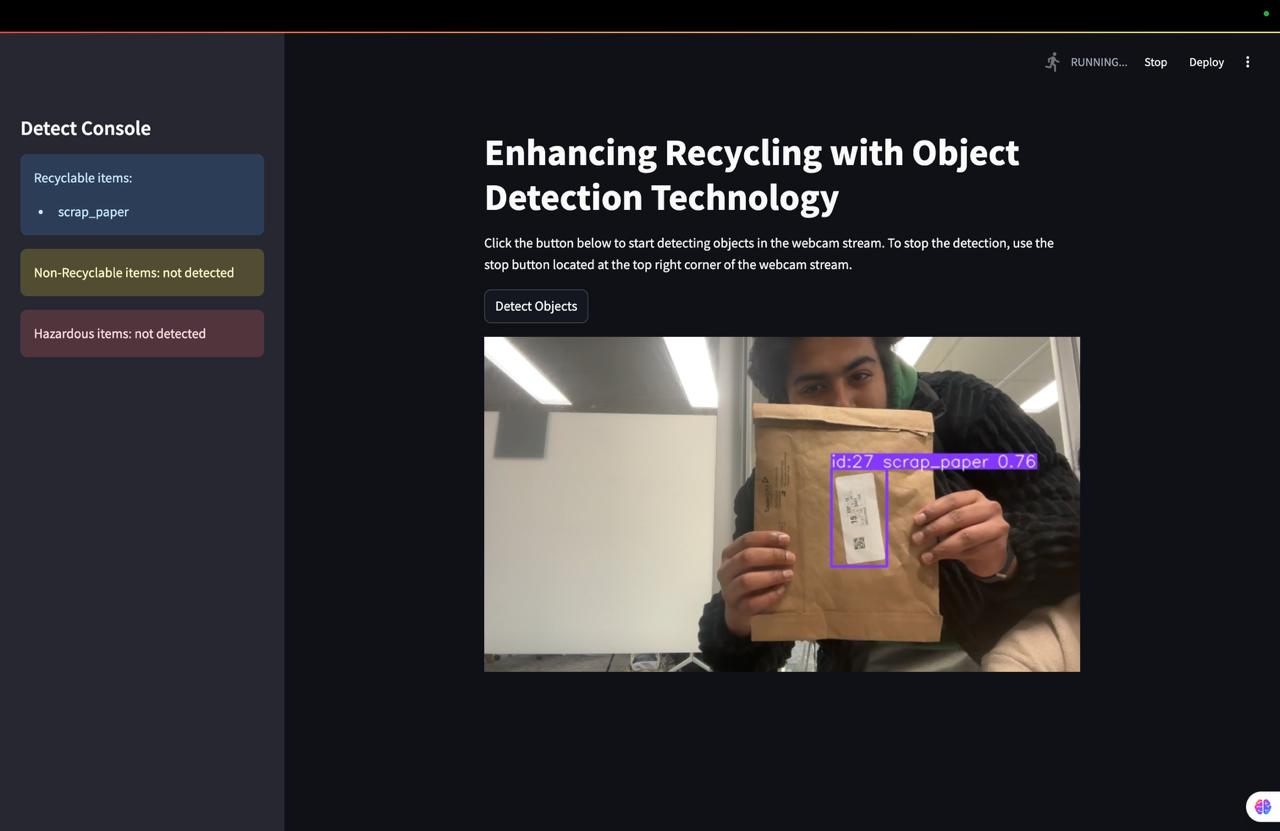 RUNNING...
Stop
Deploy
Detect Console
Recyclable items:
• scrap_paper
Non-Recyclable items: not detected
Hazardous items: not detected
Enhancing Recycling with Object
Detection Technology
Click the button below to start detecting objects in the webcam stream. To stop the detection, use the
stop button located at the top right corner of the webcam stream.
Detect Objects
id:27 scrap_paper 0.76